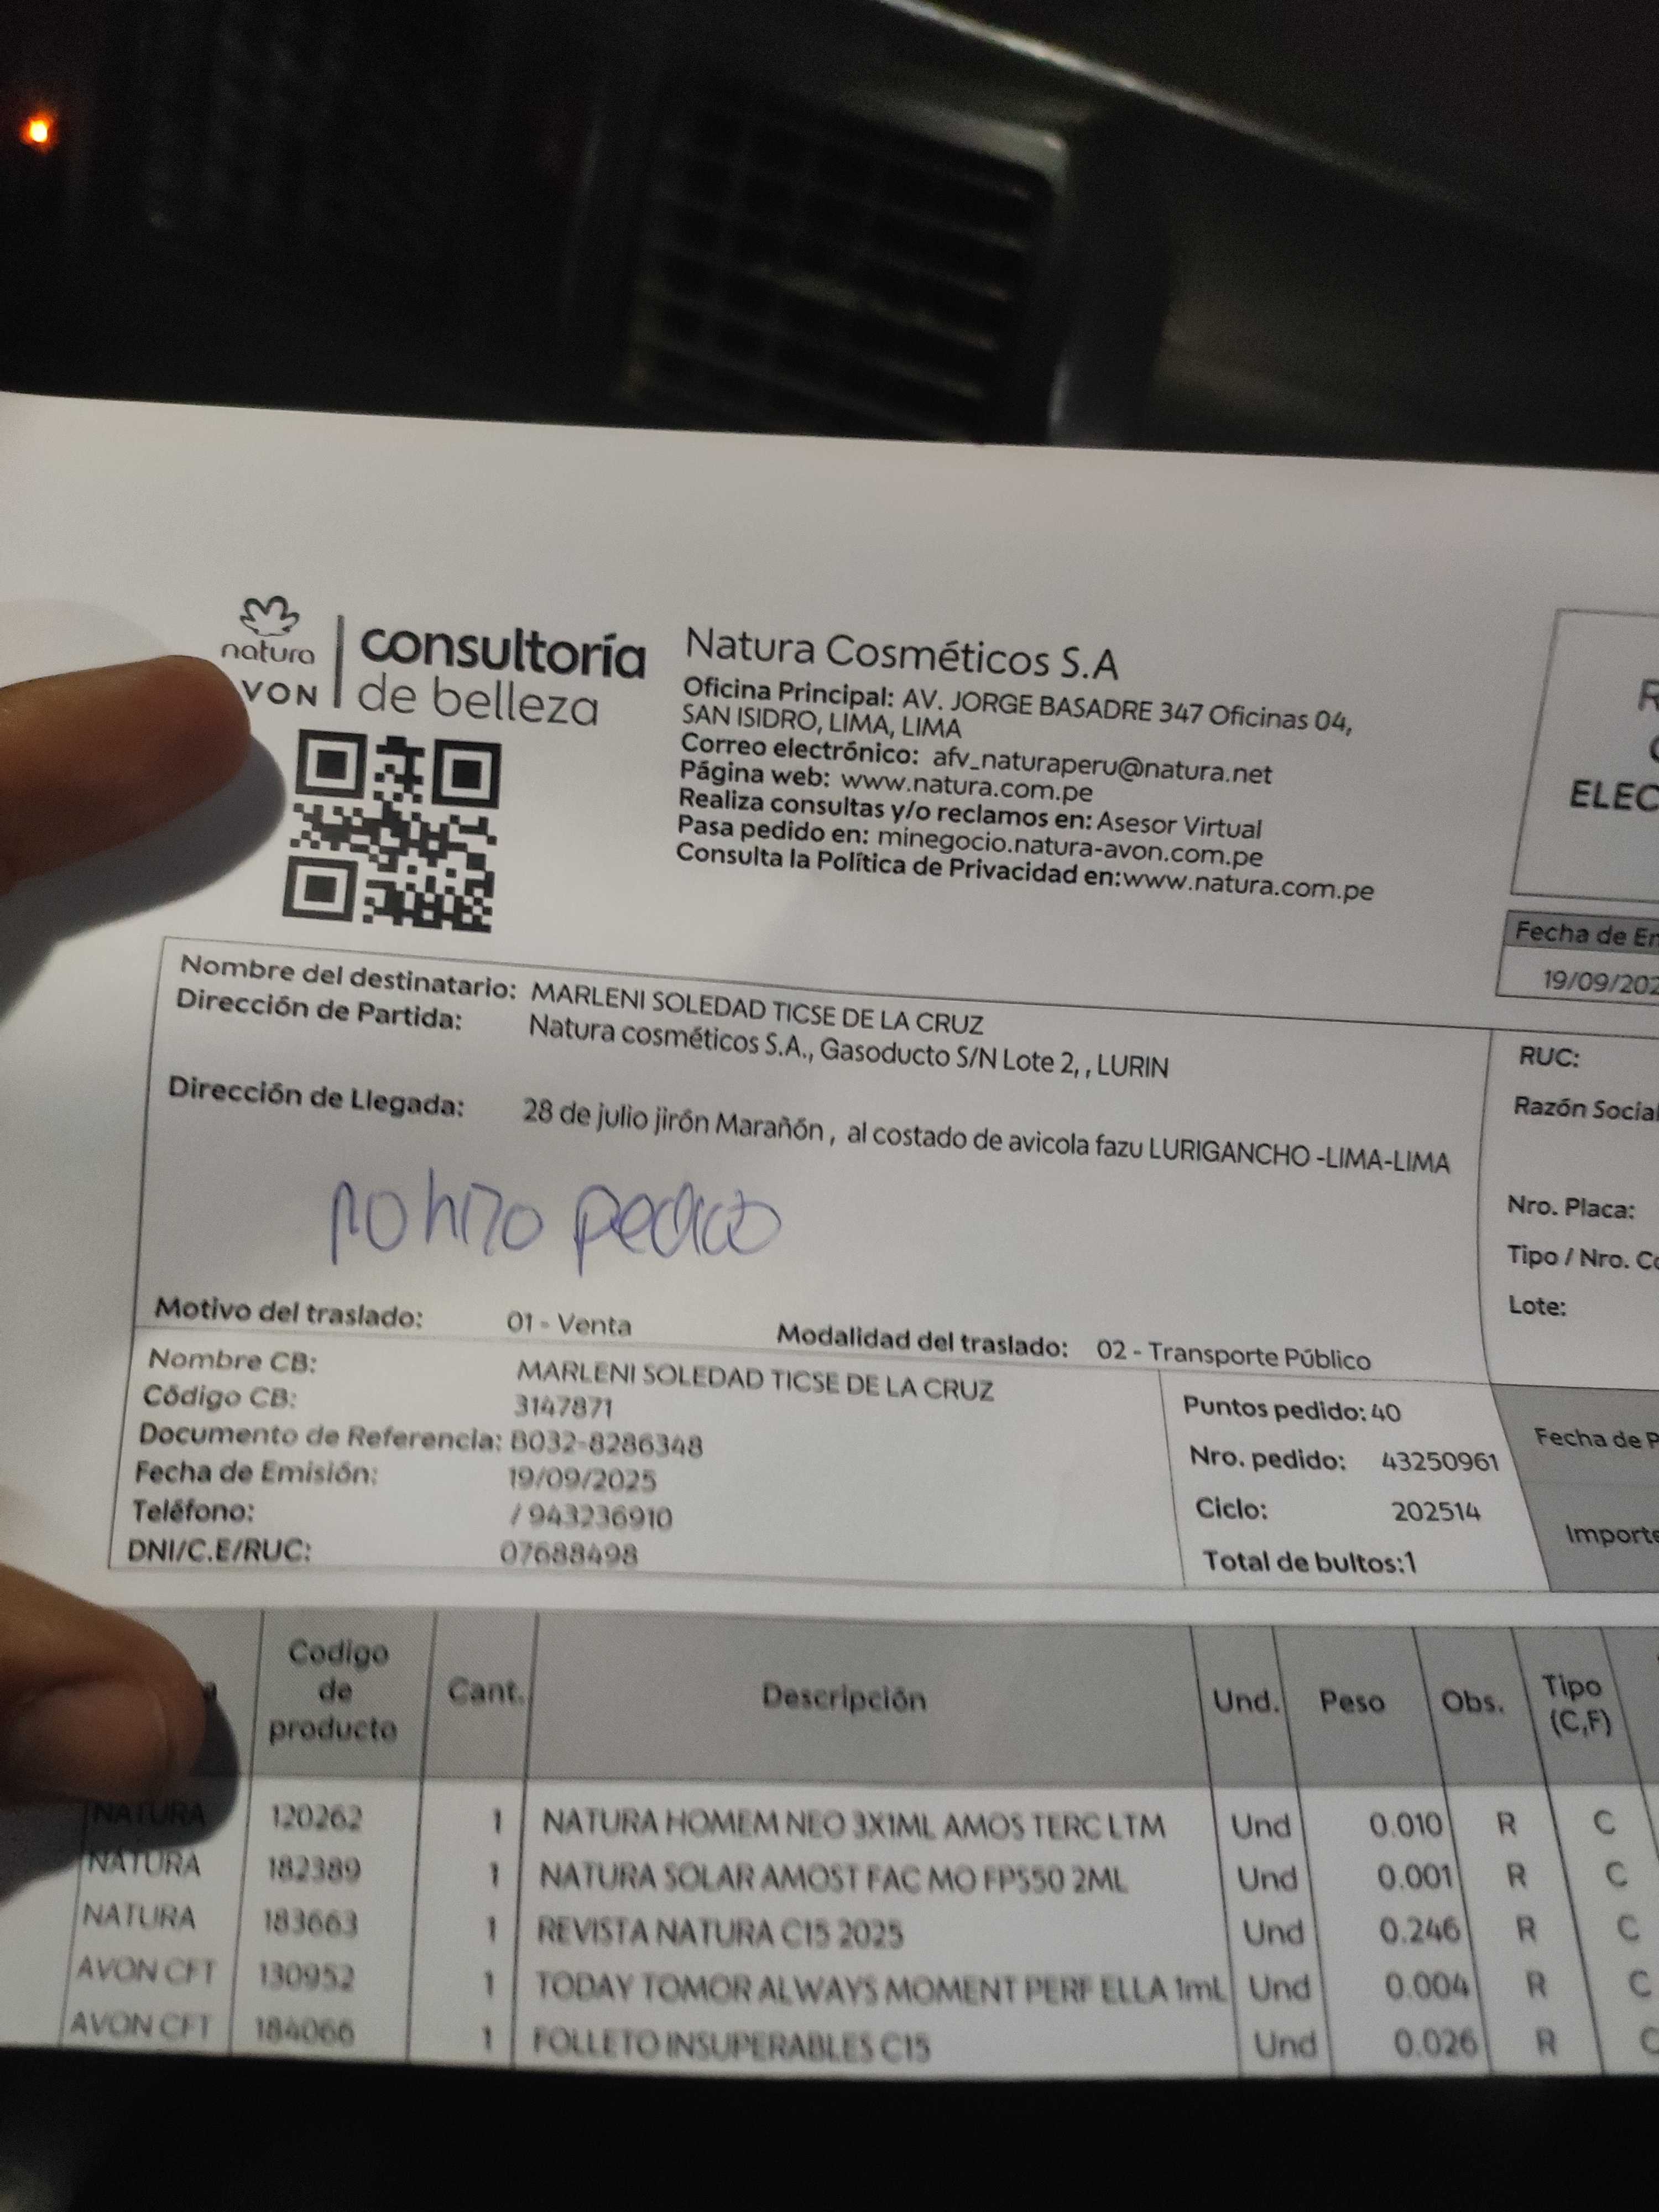 natura
VON
consultoría
de belleza
Natura Cosméticos S.A
Oficina Principal: AV. JORGE BASADRE 347 Oficinas 04,
SAN ISIDRO, LIMA, LIMA
Correo electrónico: afv_naturaperu@natura.net
Página web: www.natura.com.pe
Realiza consultas y/o reclamos en: Asesor Virtual
Pasa pedido en: minegocio.natura-avon.com.pe
Consulta la Política de Privacidad en:www.natura.com.pe
ELEC
Fecha de En
19/09/202
Nombre del destinatario: MARLENI SOLEDAD TICSE DE LA CRUZ
Dirección de Partida: Natura cosméticos S.A., Gasoducto S/N Lote 2, , LURIN
Dirección de Llegada: 28 de julio jirón Marañón , al costado de avicola fazu LURIGANCHO -LIMA-LIMA
no hizo pedido
Motivo del traslado: 01 - Venta Modalidad del traslado: 02 - Transporte Público
RUC:
Razón Social
Nro. Placa:
Tipo / Nro. Co
Lote:
Nombre CB: MARLENI SOLEDAD TICSE DE LA CRUZ
Código CB: 3147871
Documento de Referencia: B032-8286348
Fecha de Emisión: 19/09/2025
Teléfono: / 943236910
DNI/C.E/RUC: 07688498
Puntos pedido: 40
Nro. pedido: 43250961
Ciclo: 202514
Total de bultos:1
Fecha de P
Importe
Codigo de producto Cant. Descripción Und. Peso Obs. Tipo (C,F)
NATURA 120262 1 NATURA HOMEM NEO 3X1ML AMOS TERC LTM Und 0.010 R C
NATURA 182389 1 NATURA SOLAR AMOST FAC MO FPS50 2ML Und 0.001 R C
NATURA 183663 1 REVISTA NATURA C15 2025 Und 0.246 R C
AVON CFT 130952 1 TODAY TOMOR ALWAYS MOMENT PERF ELLA 1mL Und 0.004 R C
AVON CFT 184066 1 FOLLETO INSUPERABLES C15 Und 0.026 R C